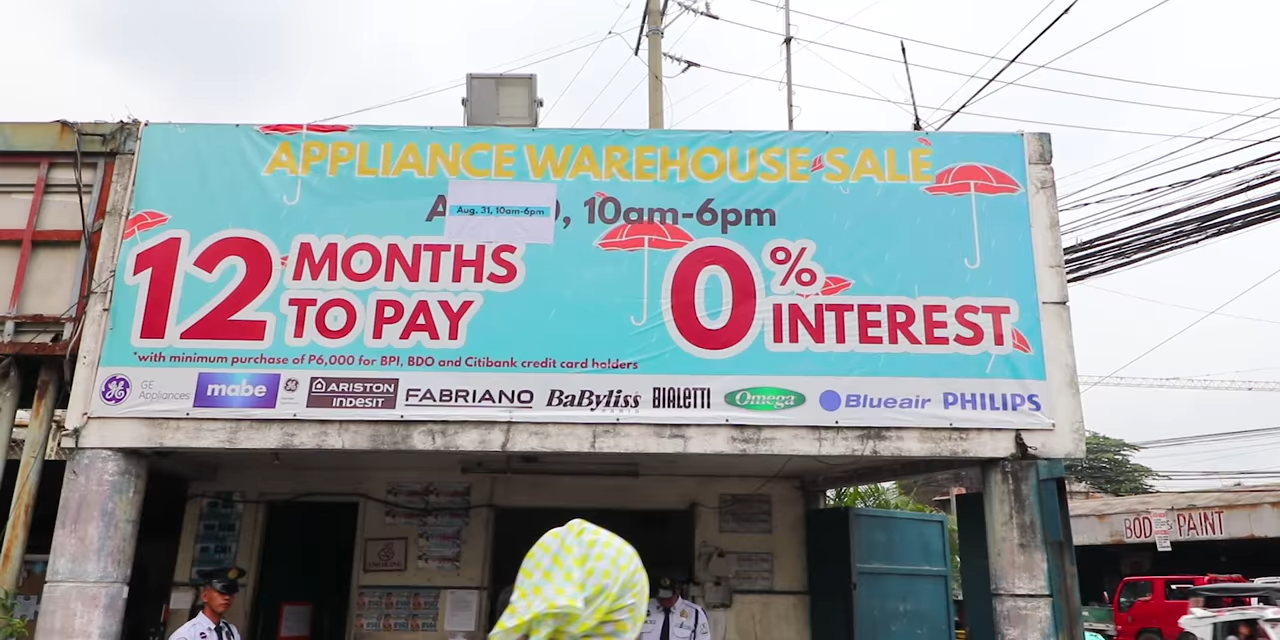 APPLIANCE WAREHOUSE SALE
Aug. 31, 10am-6pm
, 10am-6pm
12 MONTHS TO PAY
0% INTEREST
*with minimum purchase of P6,000 for BPI, BDO and Citibank credit card holders
GE Appliances mabe ARISTON INDESIT FABRIANO BaByliss PARIS BIALETTI Omega Blueair PHILIPS
BODY PAINT